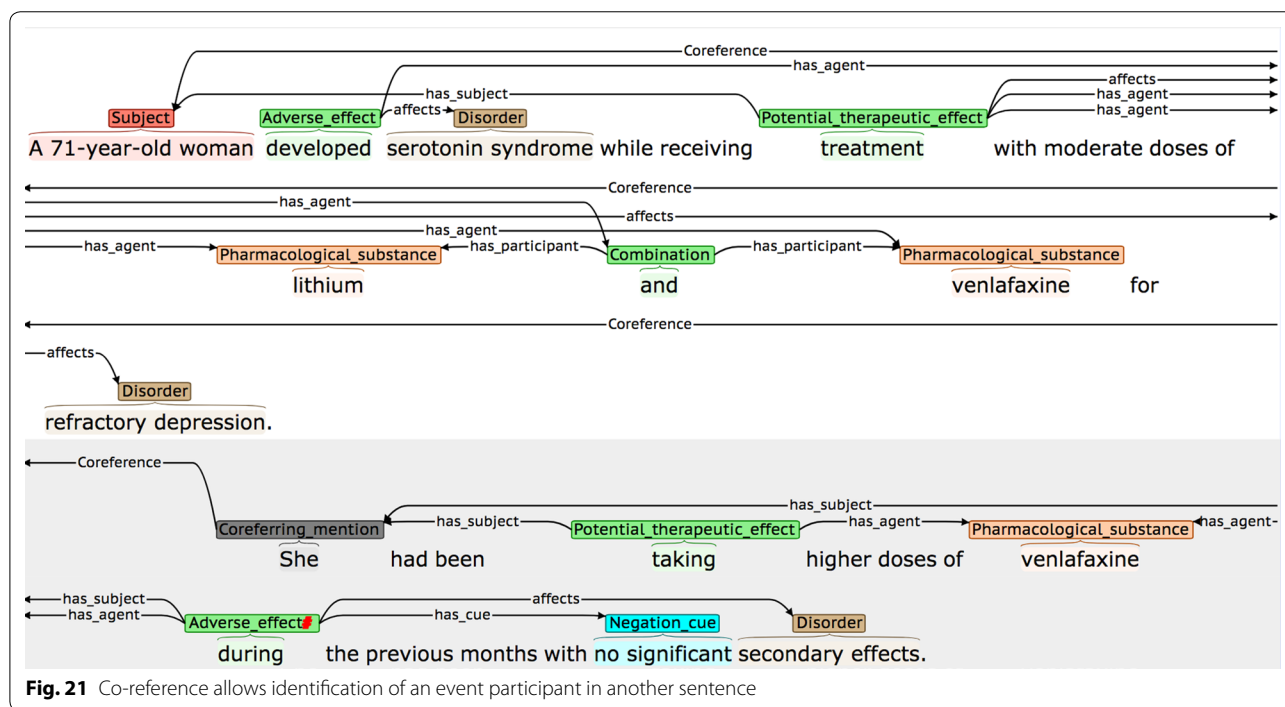 Coreference
has_agent
has_subject affects
affects has_agent
Subject Adverse_effect Disorder Potential_therapeutic_effect has_agent
A 71-year-old woman developed serotonin syndrome while receiving treatment with moderate doses of
Coreference
has_agent
affects
has_agent
has_agent has_participant has_participant
Pharmacological_substance Combination Pharmacological_substance
lithium and venlafaxine for
Coreference
affects
Disorder
refractory depression.
Coreference
has_subject
has_subject has_agent has_agent
Coreferring_mention Potential_therapeutic_effect Pharmacological_substance
She had been taking higher doses of venlafaxine
has_subject affects
has_agent has_cue
Adverse_effect# Negation_cue Disorder
during the previous months with no significant secondary effects.
Fig. 21 Co-reference allows identification of an event participant in another sentence